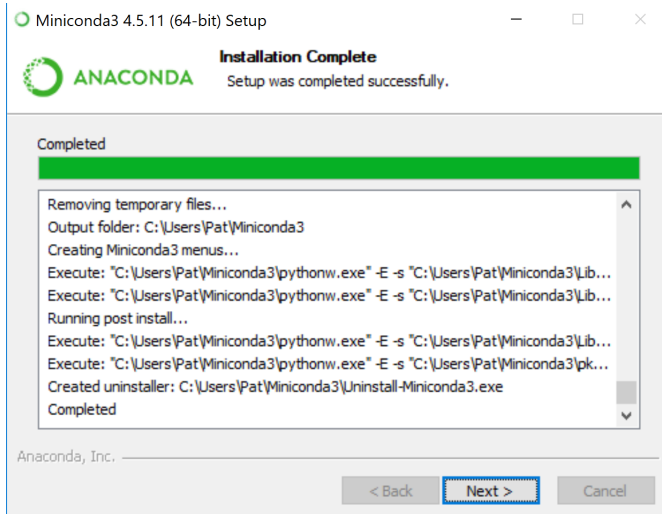 Miniconda3 4.5.11 (64-bit) Setup
ANACONDA
Installation Complete
Setup was completed successfully.
Completed
Removing temporary files...
Output folder: C:\Users\Pat\Miniconda3
Creating Miniconda3 menus...
Execute: "C:\Users\Pat\Miniconda3\pythonw.exe" -E -s "C:\Users\Pat\Miniconda3\Lib...
Execute: "C:\Users\Pat\Miniconda3\pythonw.exe" -E -s "C:\Users\Pat\Miniconda3\Lib...
Running post install...
Execute: "C:\Users\Pat\Miniconda3\pythonw.exe" -E -s "C:\Users\Pat\Miniconda3\Lib...
Execute: "C:\Users\Pat\Miniconda3\pythonw.exe" -E -s "C:\Users\Pat\Miniconda3\pk...
Created uninstaller: C:\Users\Pat\Miniconda3\Uninstall-Miniconda3.exe
Completed
Anaconda, Inc.
< Back Next > Cancel